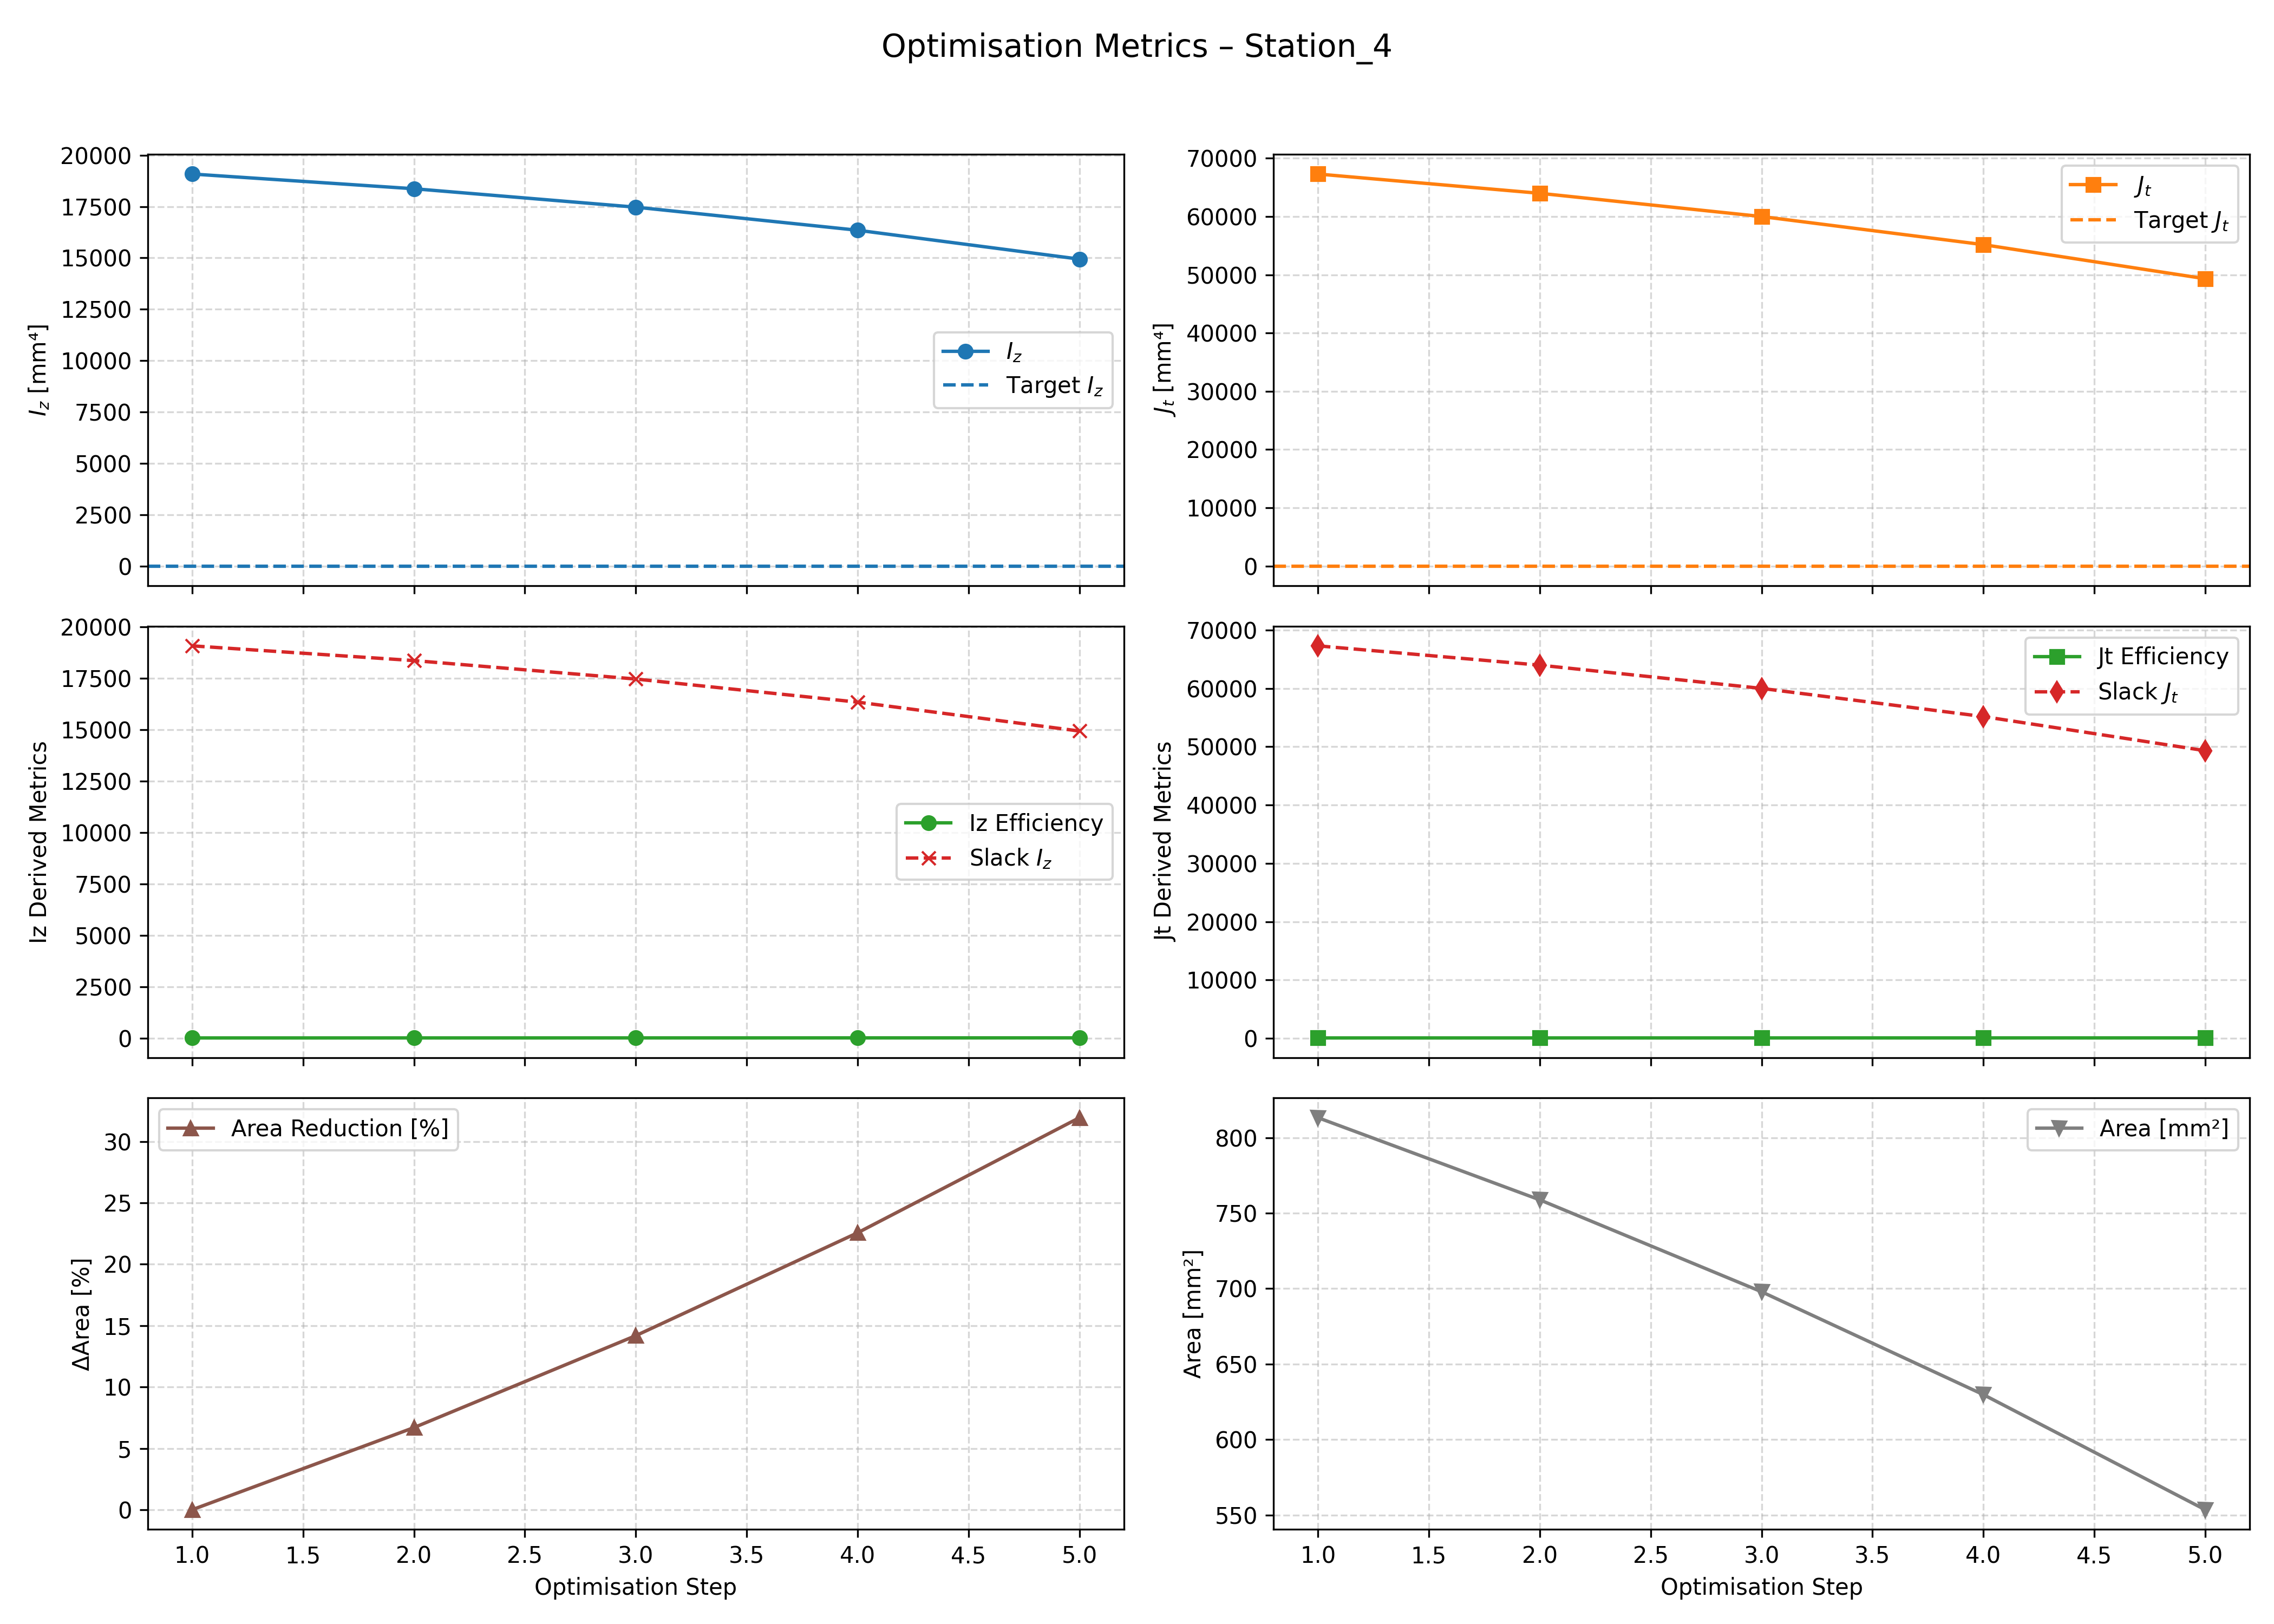 Optimisation Metrics – Station_4
20000
17500
15000
12500
10000
7500
5000
2500
0
I_z [mm⁴]
I_z
Target I_z
70000
60000
50000
40000
30000
20000
10000
0
J_t [mm⁴]
J_t
Target J_t
20000
17500
15000
12500
10000
7500
5000
2500
0
Iz Derived Metrics
Iz Efficiency
Slack I_z
70000
60000
50000
40000
30000
20000
10000
0
Jt Derived Metrics
Jt Efficiency
Slack J_t
30
25
20
15
10
5
0
ΔArea [%]
Area Reduction [%]
1.0 1.5 2.0 2.5 3.0 3.5 4.0 4.5 5.0
Optimisation Step
800
750
700
650
600
550
Area [mm²]
Area [mm²]
1.0 1.5 2.0 2.5 3.0 3.5 4.0 4.5 5.0
Optimisation Step